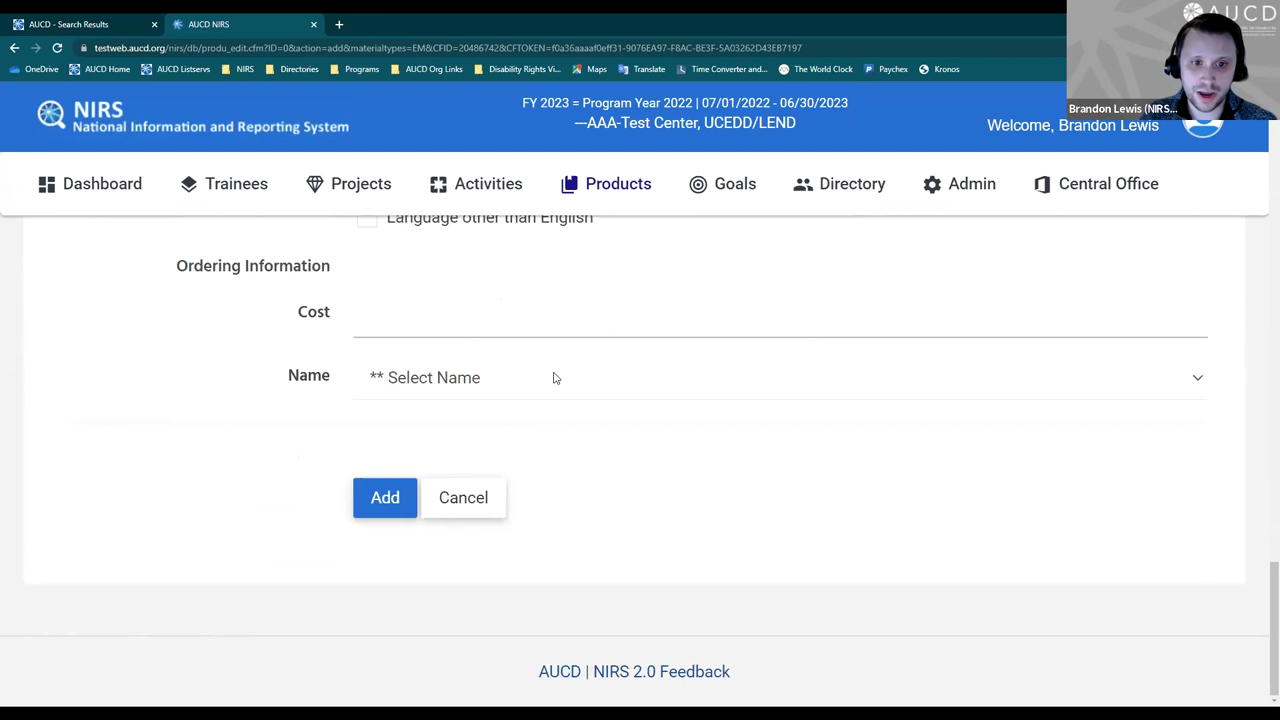 AUCD - Search Results
AUCD NIRS
AUCD
testweb.aucd.org/nirs/db/produ_edit.cfm?ID=0&action=add&materialtypes=EM&CFID=20486742&CFTOKEN=f0a36aaaaf0eff31-9076EA97-F8AC-BE3F-5A03262D43EB7197
OneDrive AUCD Home AUCD Listservs NIRS Directories Programs AUCD Org Links Disability Rights Vi... Maps Translate Time Converter and... The World Clock Paychex Kronos
Brandon Lewis (NIRS...
NIRS
National Information and Reporting System
FY 2023 = Program Year 2022 | 07/01/2022 - 06/30/2023
—AAA-Test Center, UCEDD/LEND
Welcome, Brandon Lewis
Dashboard Trainees Projects Activities Products Goals Directory Admin Central Office
Language other than English
Ordering Information
Cost
Name
** Select Name
Add Cancel
AUCD | NIRS 2.0 Feedback